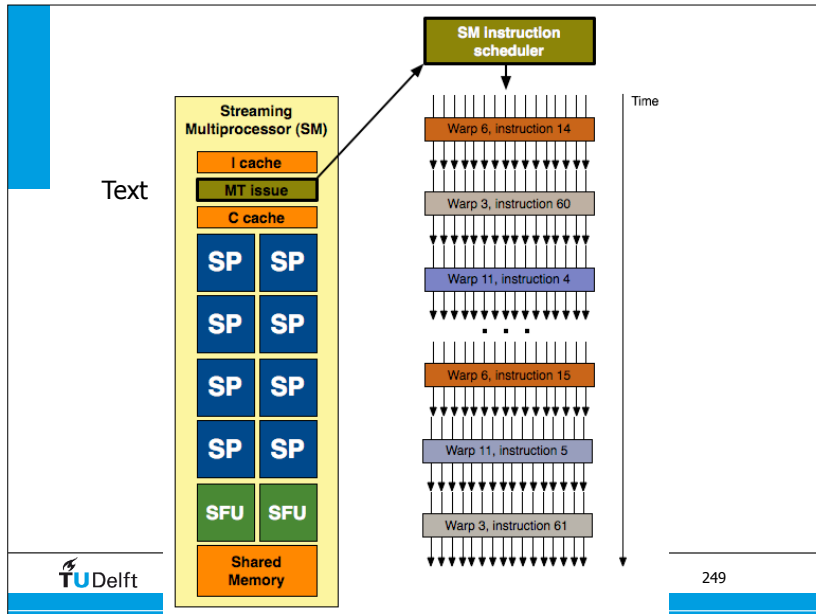 SM instruction
scheduler
Time
Streaming
Multiprocessor (SM)
I cache
MT issue
C cache
SP SP
SP SP
SP SP
SP SP
SFU SFU
Shared
Memory
Text
Warp 6, instruction 14
Warp 3, instruction 60
Warp 11, instruction 4
. . .
Warp 6, instruction 15
Warp 11, instruction 5
Warp 3, instruction 61
TU Delft
249